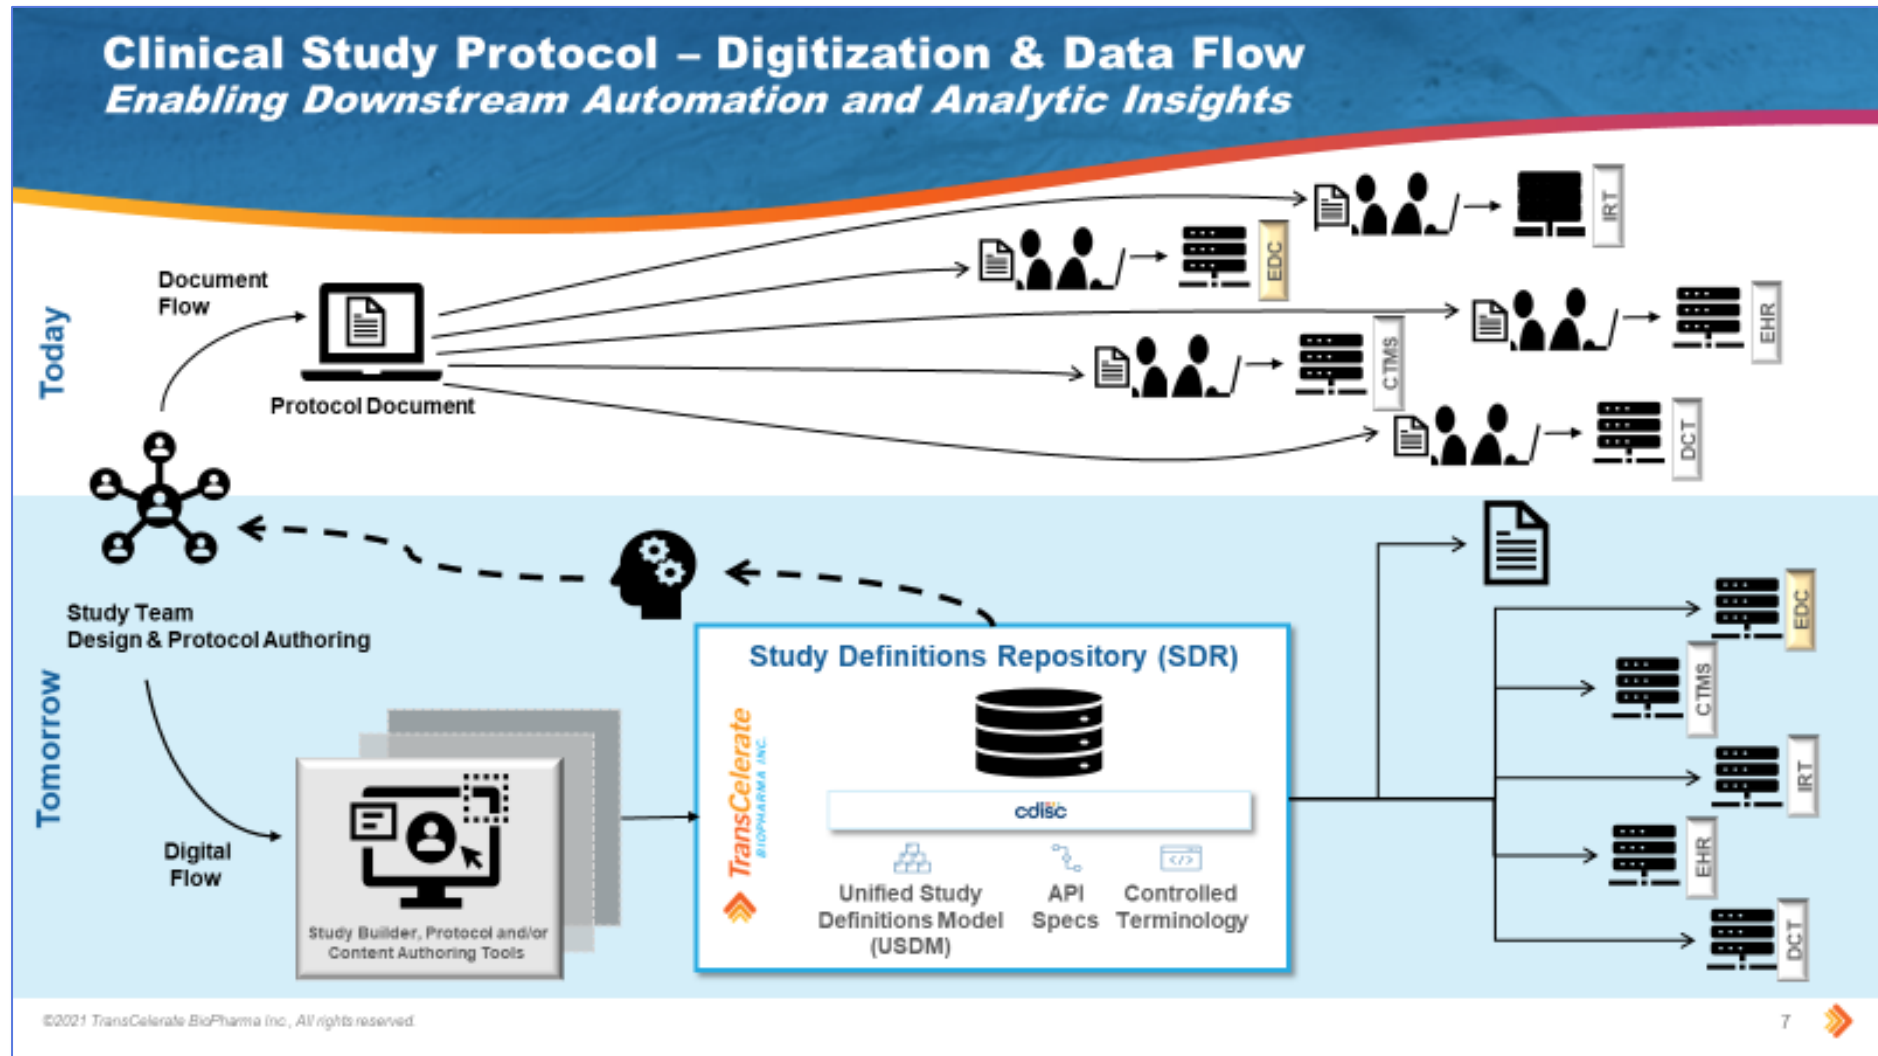 Clinical Study Protocol – Digitization & Data Flow
Enabling Downstream Automation and Analytic Insights
Today
Document
Flow
Protocol Document
IRT
EDC
EHR
CTMS
DCT
Tomorrow
Study Team
Design & Protocol Authoring
Digital
Flow
Study Builder, Protocol and/or
Content Authoring Tools
Study Definitions Repository (SDR)
TransCelerate
BIOPHARMA INC.
cdisc
Unified Study
Definitions Model
(USDM)
API
Specs
Controlled
Terminology
EDC
CTMS
IRT
EHR
DCT
©2021 TransCelerate BioPharma Inc., All rights reserved.
7